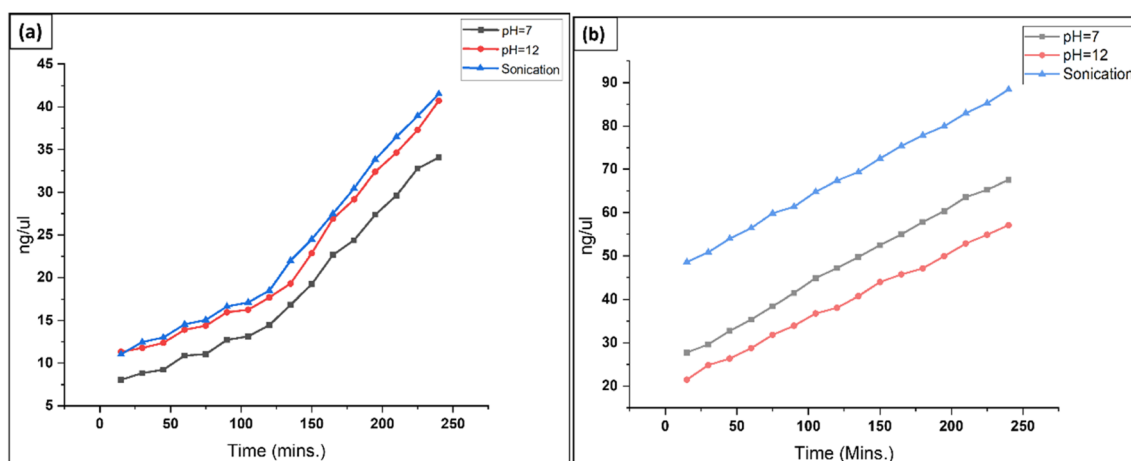 (a)
pH=7
pH=12
Sonication
45
40
35
30
25
20
15
10
5
ng/ul
0 50 100 150 200 250
Time (mins.)
(b)
pH=7
pH=12
Sonication
90
80
70
60
50
40
30
20
ng/ul
0 50 100 150 200 250
Time (Mins.)